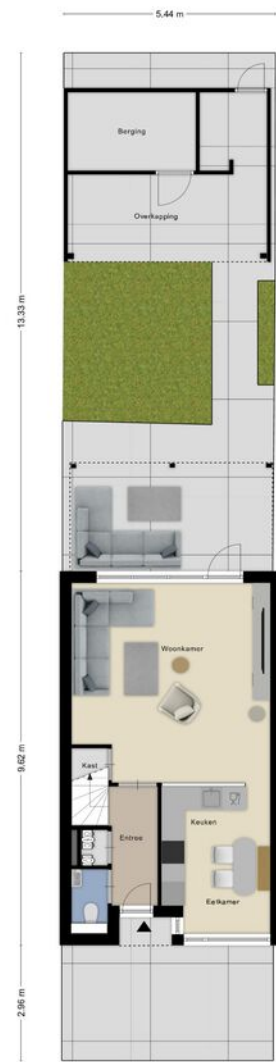 5.44 m
Berging
Overkapping
13.33 m
Woonkamer
9.62 m
Kast
Keuken
Entree
Eetkamer
2.96 m